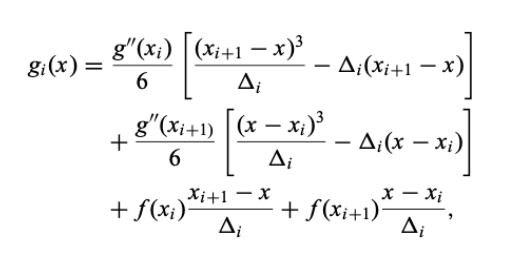 g_i(x) = \frac{g''(x_i)}{6} \left[ \frac{(x_{i+1} - x)^3}{\Delta_i} - \Delta_i(x_{i+1} - x) \right]
+ \frac{g''(x_{i+1})}{6} \left[ \frac{(x - x_i)^3}{\Delta_i} - \Delta_i(x - x_i) \right]
+ f(x_i) \frac{x_{i+1} - x}{\Delta_i} + f(x_{i+1}) \frac{x - x_i}{\Delta_i},